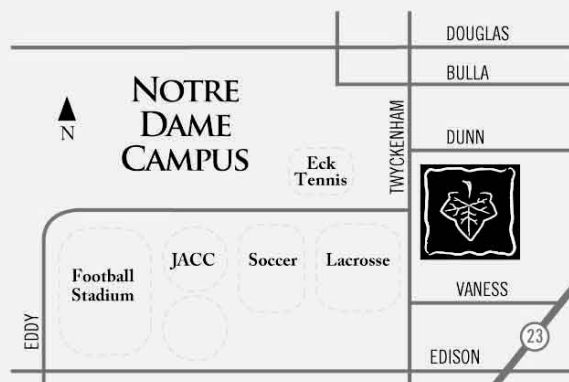 DOUGLAS
BULLA
NOTRE
DAME
CAMPUS
N
TWYCKENHAM
DUNN
Eck
Tennis
Football
Stadium
JACC
Soccer
Lacrosse
VANESS
EDDY
23
EDISON